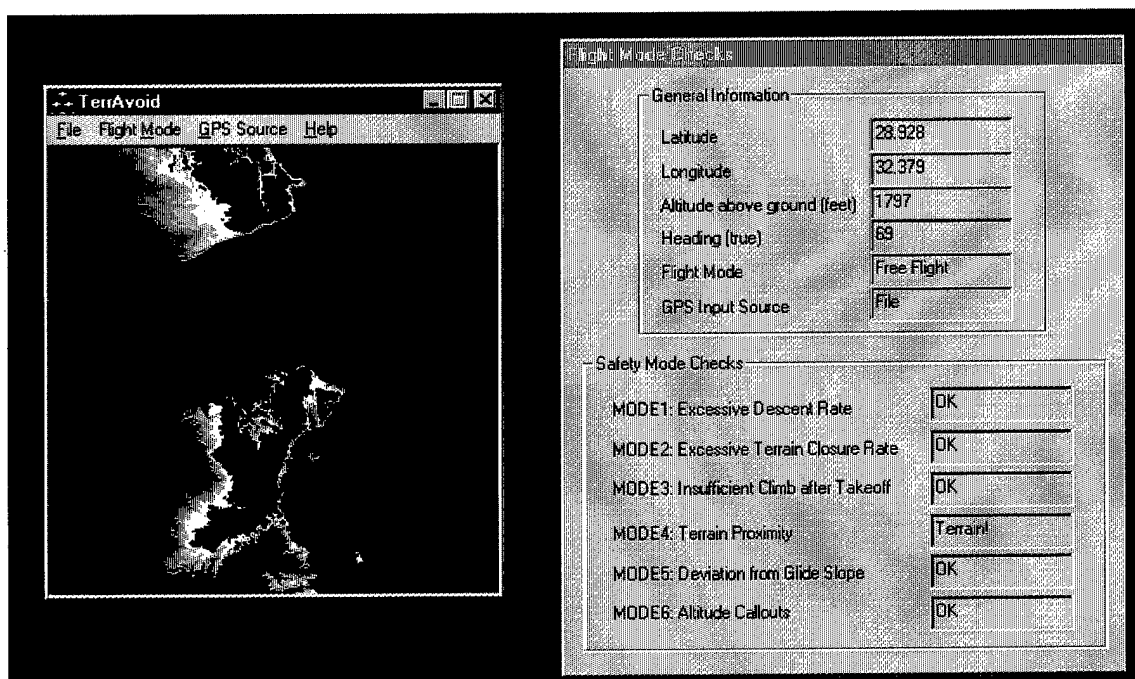 TerrAvoid
File Flight Mode GPS Source Help
Flight Mode Checks
General Information
Latitude 28.928
Longitude 32.379
Altitude above ground (feet) 1797
Heading (true) 69
Flight Mode Free Flight
GPS Input Source File
Safety Mode Checks
MODE1: Excessive Descent Rate OK
MODE2: Excessive Terrain Closure Rate OK
MODE3: Insufficient Climb after Takeoff OK
MODE4: Terrain Proximity Terrain!
MODE5: Deviation from Glide Slope OK
MODE6: Altitude Callouts OK